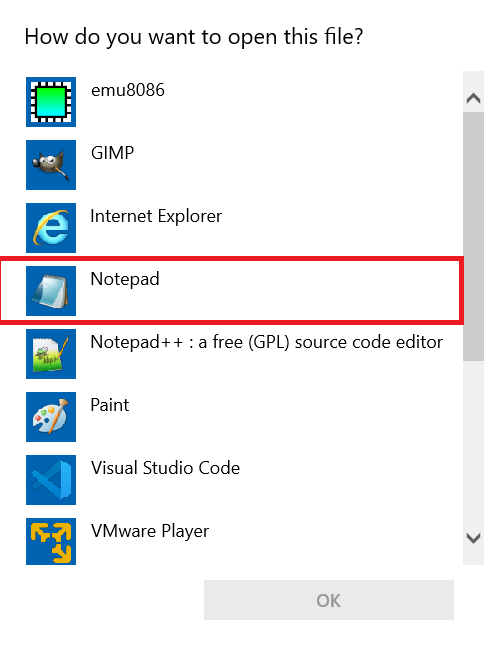 How do you want to open this file?
emu8086
GIMP
Internet Explorer
Notepad
Notepad++ : a free (GPL) source code editor
Paint
Visual Studio Code
VMware Player
OK